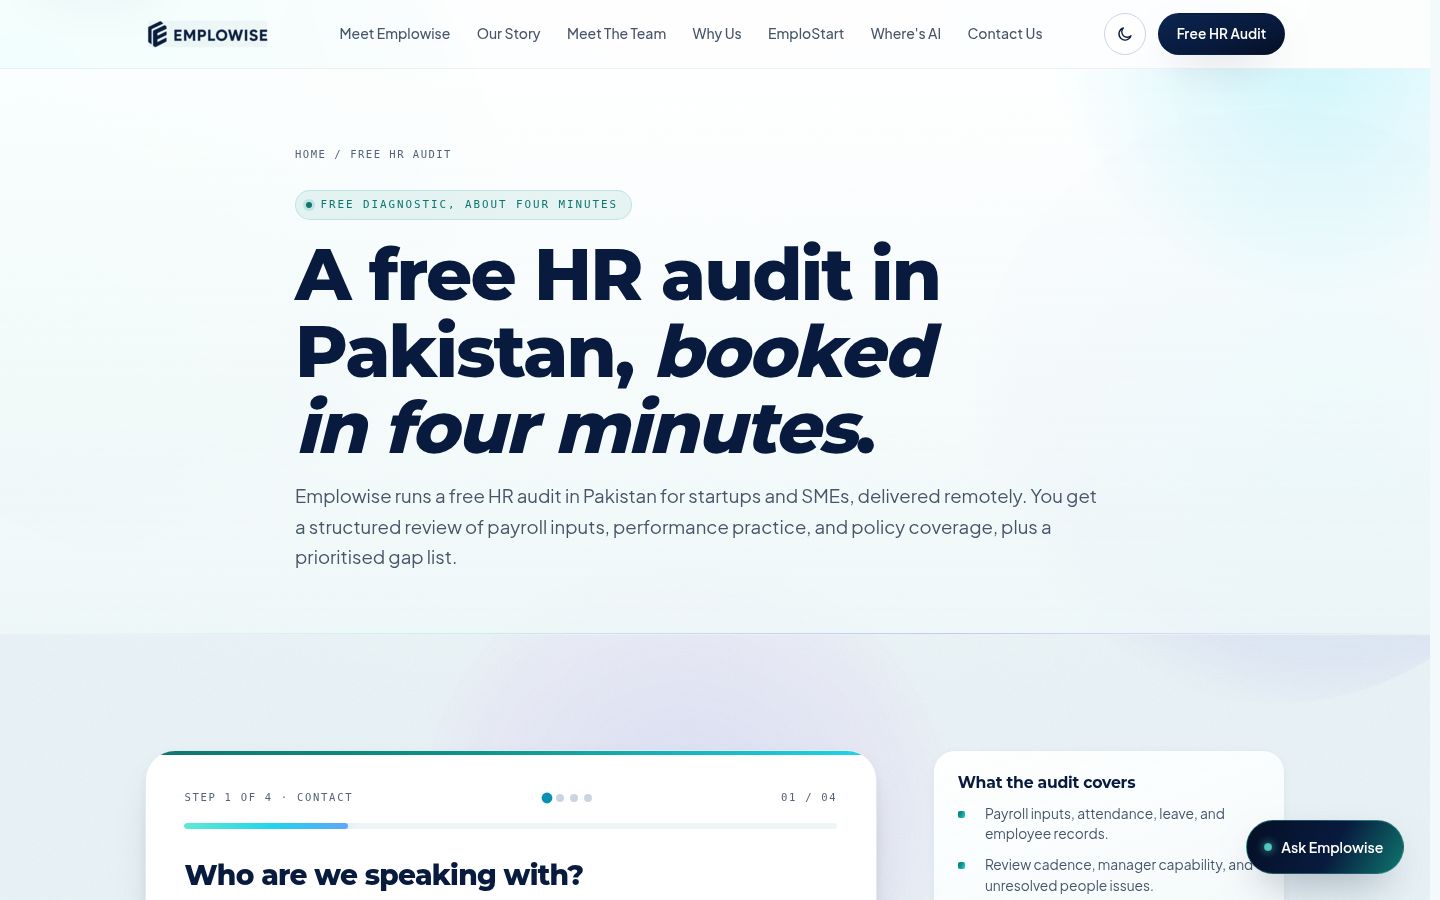 EMPLOWISE
Meet Emplowise
Our Story
Meet The Team
Why Us
EmploStart
Where's AI
Contact Us
Free HR Audit
HOME / FREE HR AUDIT
FREE DIAGNOSTIC, ABOUT FOUR MINUTES
A free HR audit in
Pakistan, booked
in four minutes.
Emplowise runs a free HR audit in Pakistan for startups and SMEs, delivered remotely. You get
a structured review of payroll inputs, performance practice, and policy coverage, plus a
prioritised gap list.
STEP 1 OF 4 · CONTACT
01 / 04
Who are we speaking with?
What the audit covers
Payroll inputs, attendance, leave, and
employee records.
Review cadence, manager capability, and
unresolved people issues.
Ask Emplowise